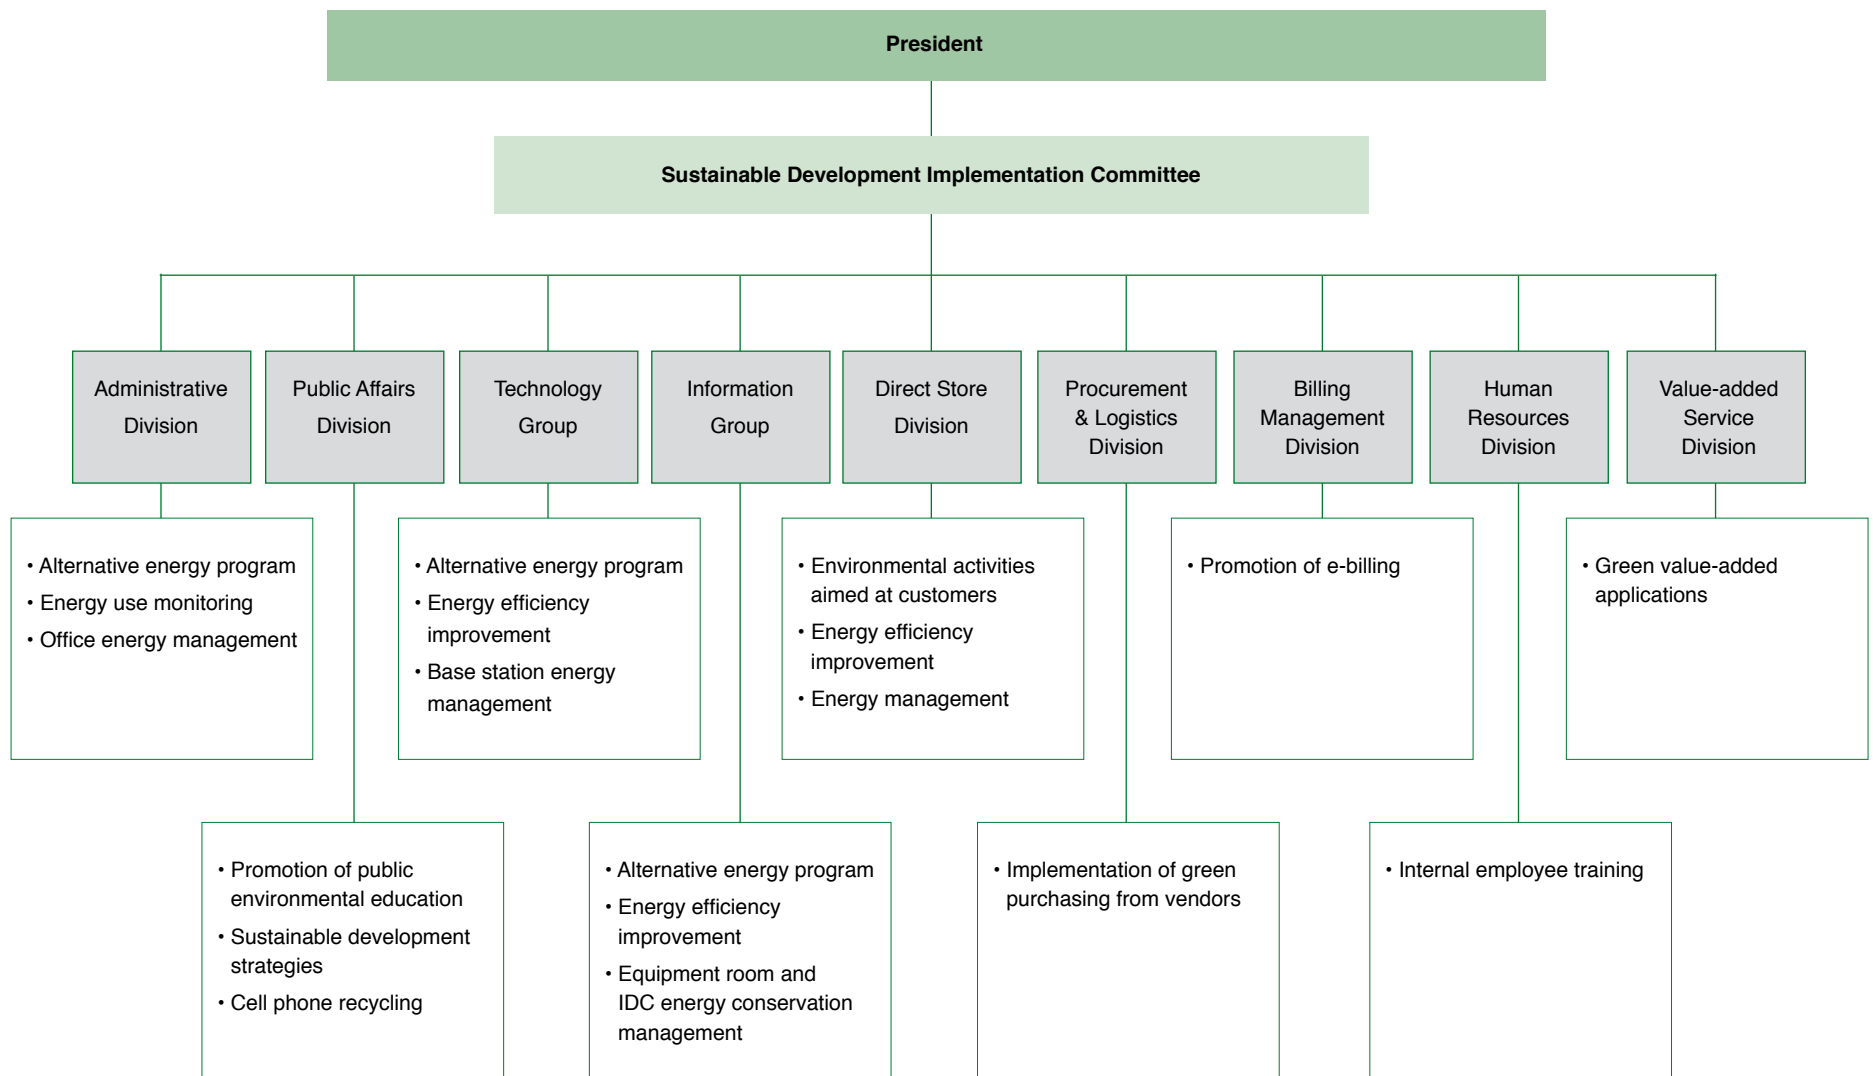 President
Sustainable Development Implementation Committee
Administrative
Division
Public Affairs
Division
Technology
Group
Information
Group
Direct Store
Division
Procurement
& Logistics
Division
Billing
Management
Division
Human
Resources
Division
Value-added
Service
Division
• Alternative energy program
• Energy use monitoring
• Office energy management
• Alternative energy program
• Energy efficiency
improvement
• Base station energy
management
• Environmental activities
aimed at customers
• Energy efficiency
improvement
• Energy management
• Promotion of e-billing
• Green value-added
applications
• Promotion of public
environmental education
• Sustainable development
strategies
• Cell phone recycling
• Alternative energy program
• Energy efficiency
improvement
• Equipment room and
IDC energy conservation
management
• Implementation of green
purchasing from vendors
• Internal employee training